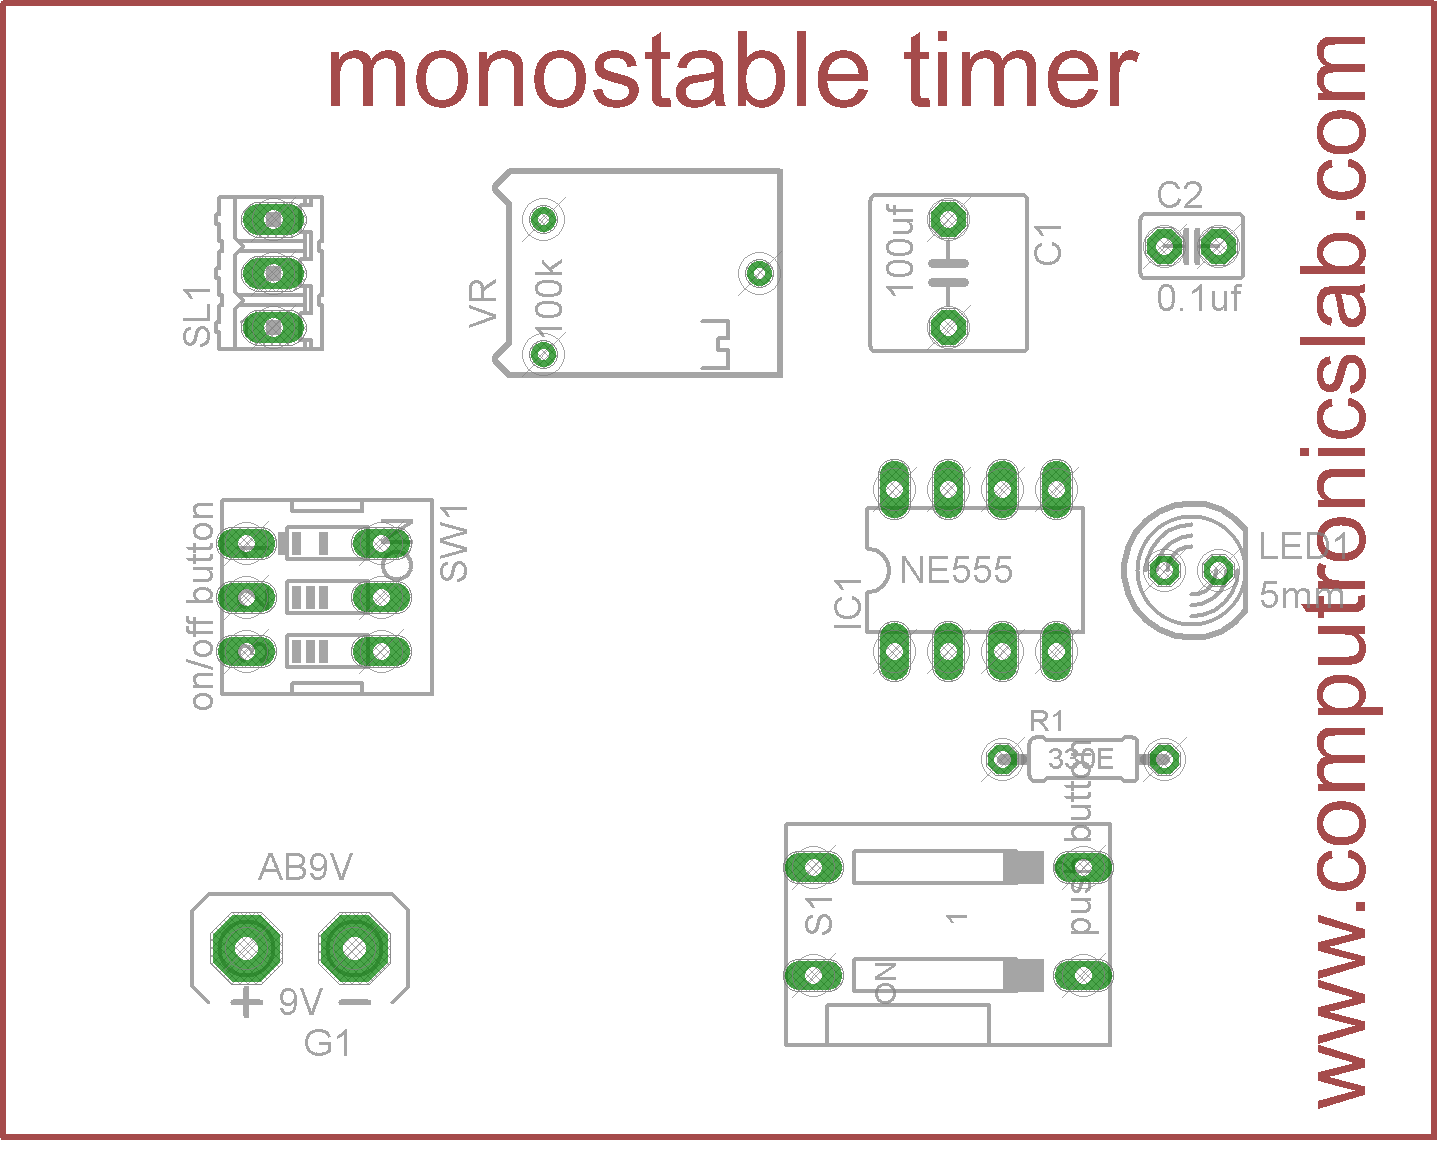 monostable timer
www.computronicslab.com
SL1
VR
100k
100uf
C1
C2
0.1uf
on/off button
ON
SW1
IC1
NE555
LED1
5mm
R1
330E
push button
S1
1
ON
AB9V
+ 9V -
G1